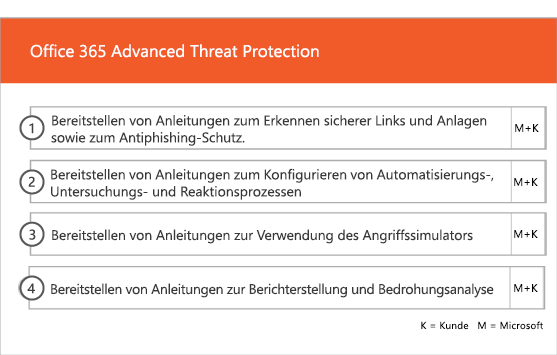 Office 365 Advanced Threat Protection
1 Bereitstellen von Anleitungen zum Erkennen sicherer Links und Anlagen
sowie zum Antiphishing-Schutz.
M+K
2 Bereitstellen von Anleitungen zum Konfigurieren von Automatisierungs-,
Untersuchungs- und Reaktionsprozessen
M+K
3 Bereitstellen von Anleitungen zur Verwendung des Angriffssimulators
M+K
4 Bereitstellen von Anleitungen zur Berichterstellung und Bedrohungsanalyse
M+K
K = Kunde M = Microsoft